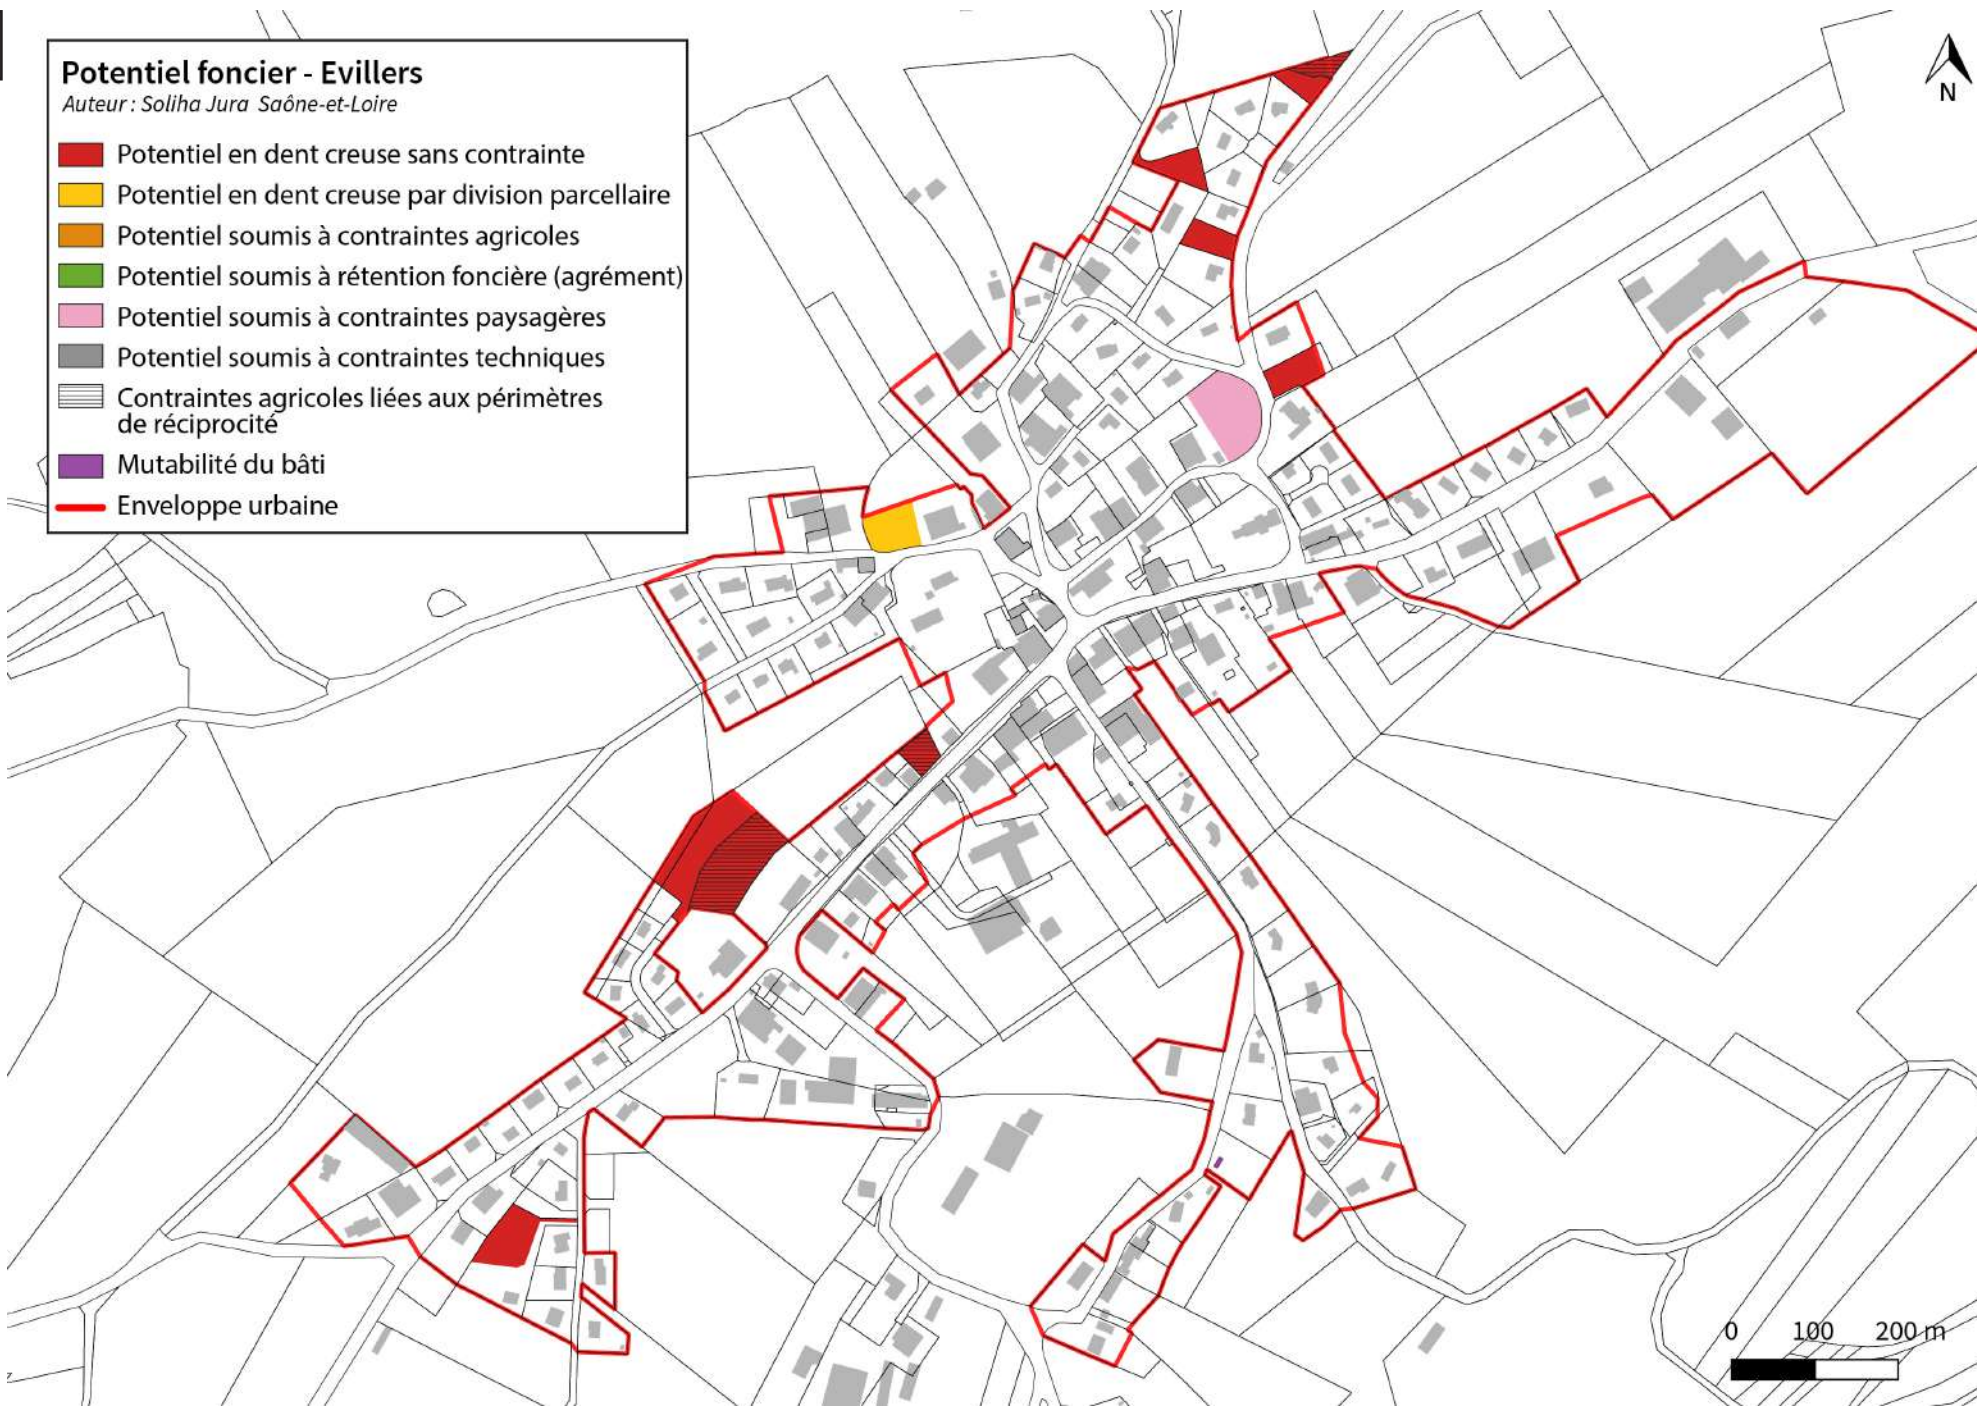 Potentiel foncier - Evillers
Auteur : Soliha Jura Saône-et-Loire
Potentiel en dent creuse sans contrainte
Potentiel en dent creuse par division parcellaire
Potentiel soumis à contraintes agricoles
Potentiel soumis à rétention foncière (agrément)
Potentiel soumis à contraintes paysagères
Potentiel soumis à contraintes techniques
Contraintes agricoles liées aux périmètres
de réciprocité
Mutabilité du bâti
Enveloppe urbaine
N
0 100 200 m